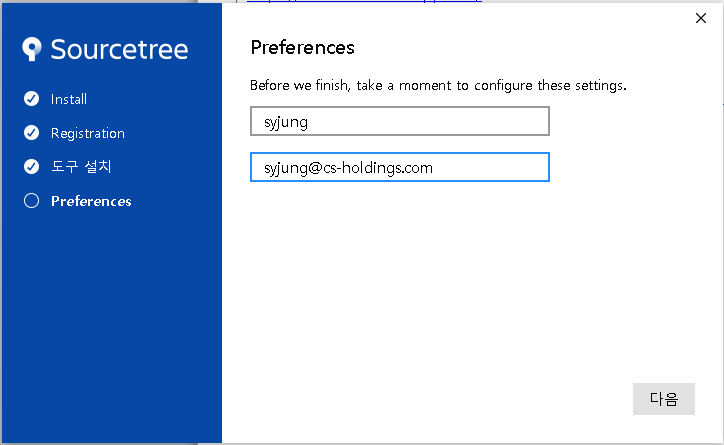 Sourcetree
Install
Registration
도구 설치
Preferences
Preferences
Before we finish, take a moment to configure these settings.
syjung
syjung@cs-holdings.com
다음